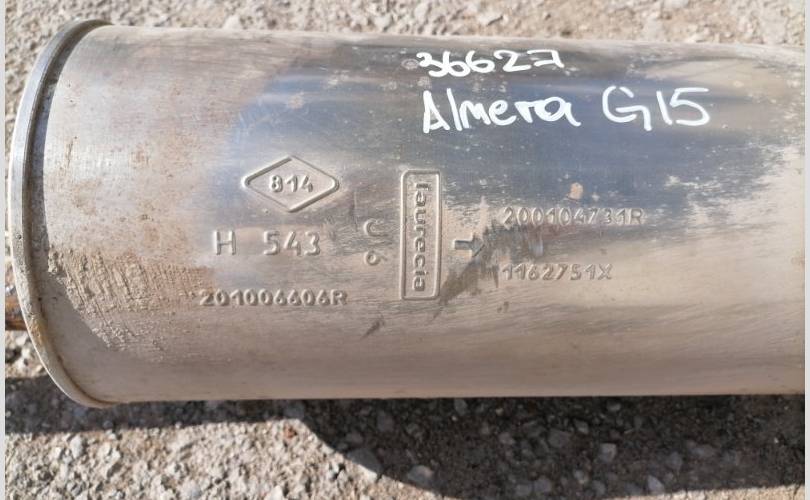 36627
Almera G15
814
H 543
201006606R
faurecia
200104731R
1162751X